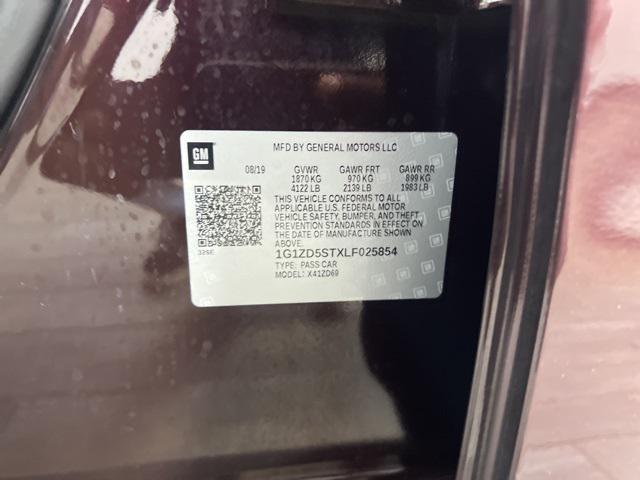 GM
MFD BY GENERAL MOTORS LLC
08/19 GVWR GAWR FRT GAWR RR
1870 KG 970 KG 899 KG
4122 LB 2139 LB 1983 LB
THIS VEHICLE CONFORMS TO ALL
APPLICABLE U.S. FEDERAL MOTOR
VEHICLE SAFETY, BUMPER, AND THEFT
PREVENTION STANDARDS IN EFFECT ON
THE DATE OF MANUFACTURE SHOWN
ABOVE.
32SE
1G1ZD5STXLF025854
TYPE: PASS CAR
MODEL: X41ZD69